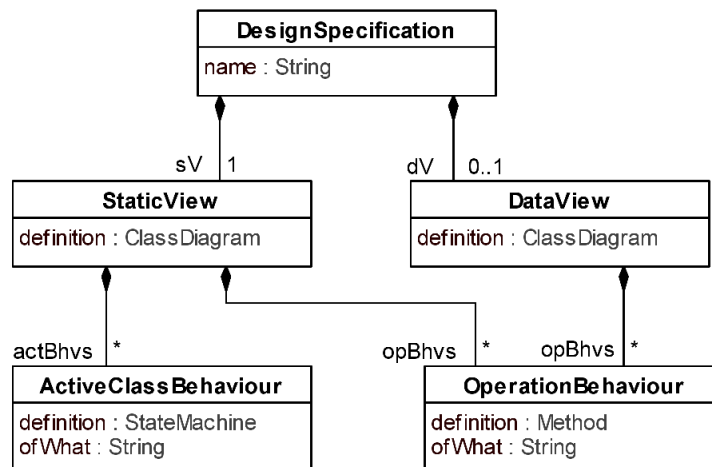 DesignSpecification
name : String
sV 1
dV 0..1
StaticView
definition : ClassDiagram
DataView
definition : ClassDiagram
actBhvs *
opBhvs *
opBhvs *
ActiveClassBehaviour
definition : StateMachine
ofWhat : String
OperationBehaviour
definition : Method
ofWhat : String